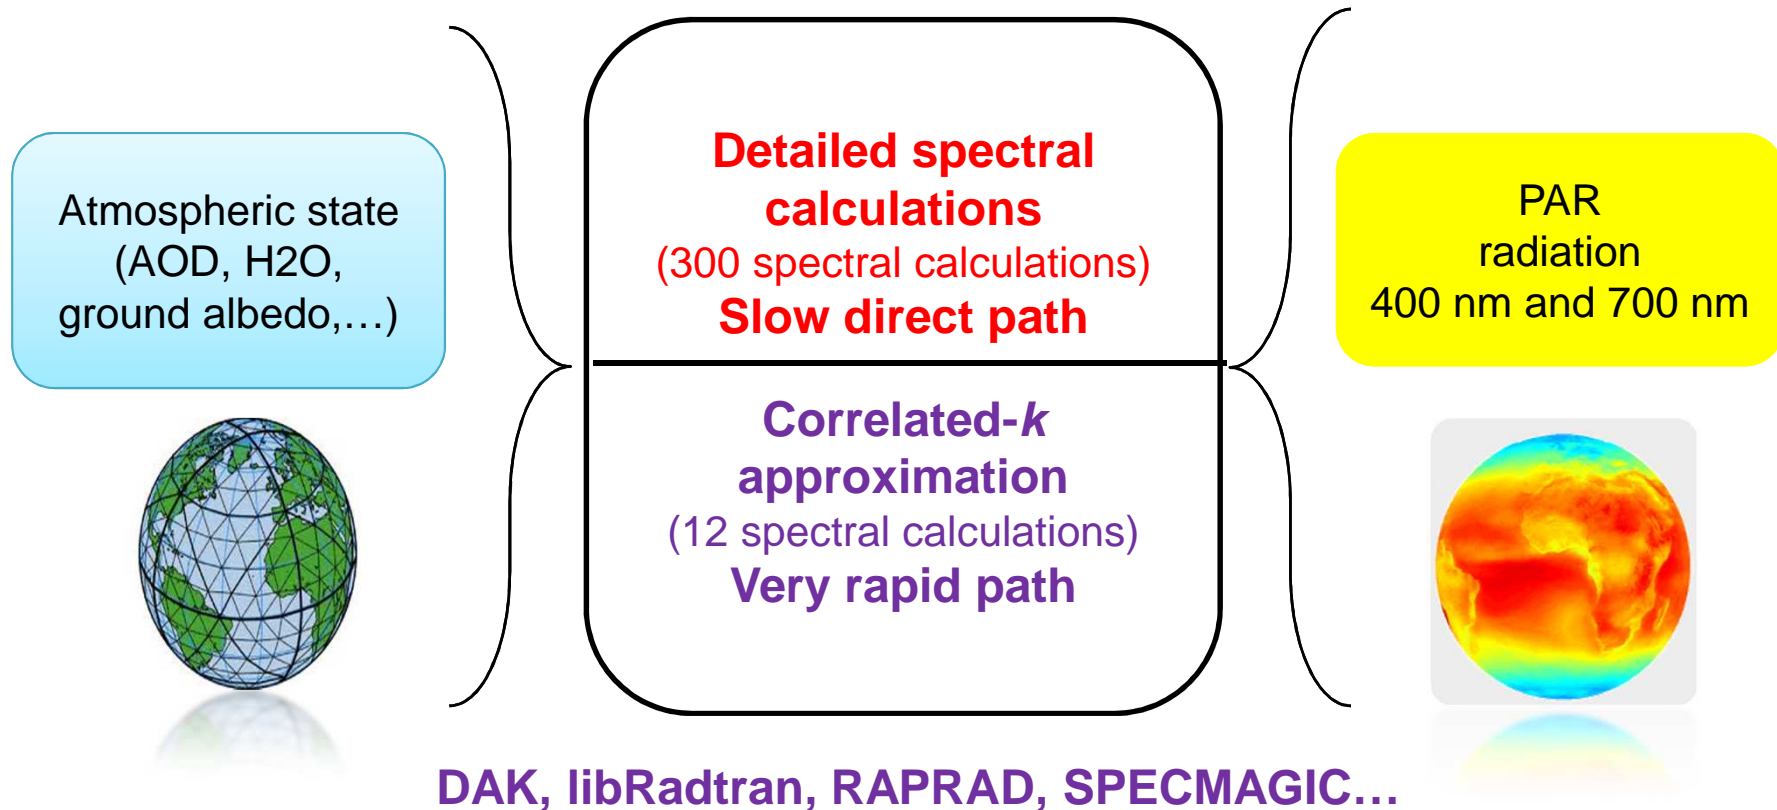 Atmospheric state
(AOD, H2O,
ground albedo,…)
Detailed spectral
calculations
(300 spectral calculations)
Slow direct path
Correlated-k
approximation
(12 spectral calculations)
Very rapid path
PAR
radiation
400 nm and 700 nm
DAK, libRadtran, RAPRAD, SPECMAGIC…